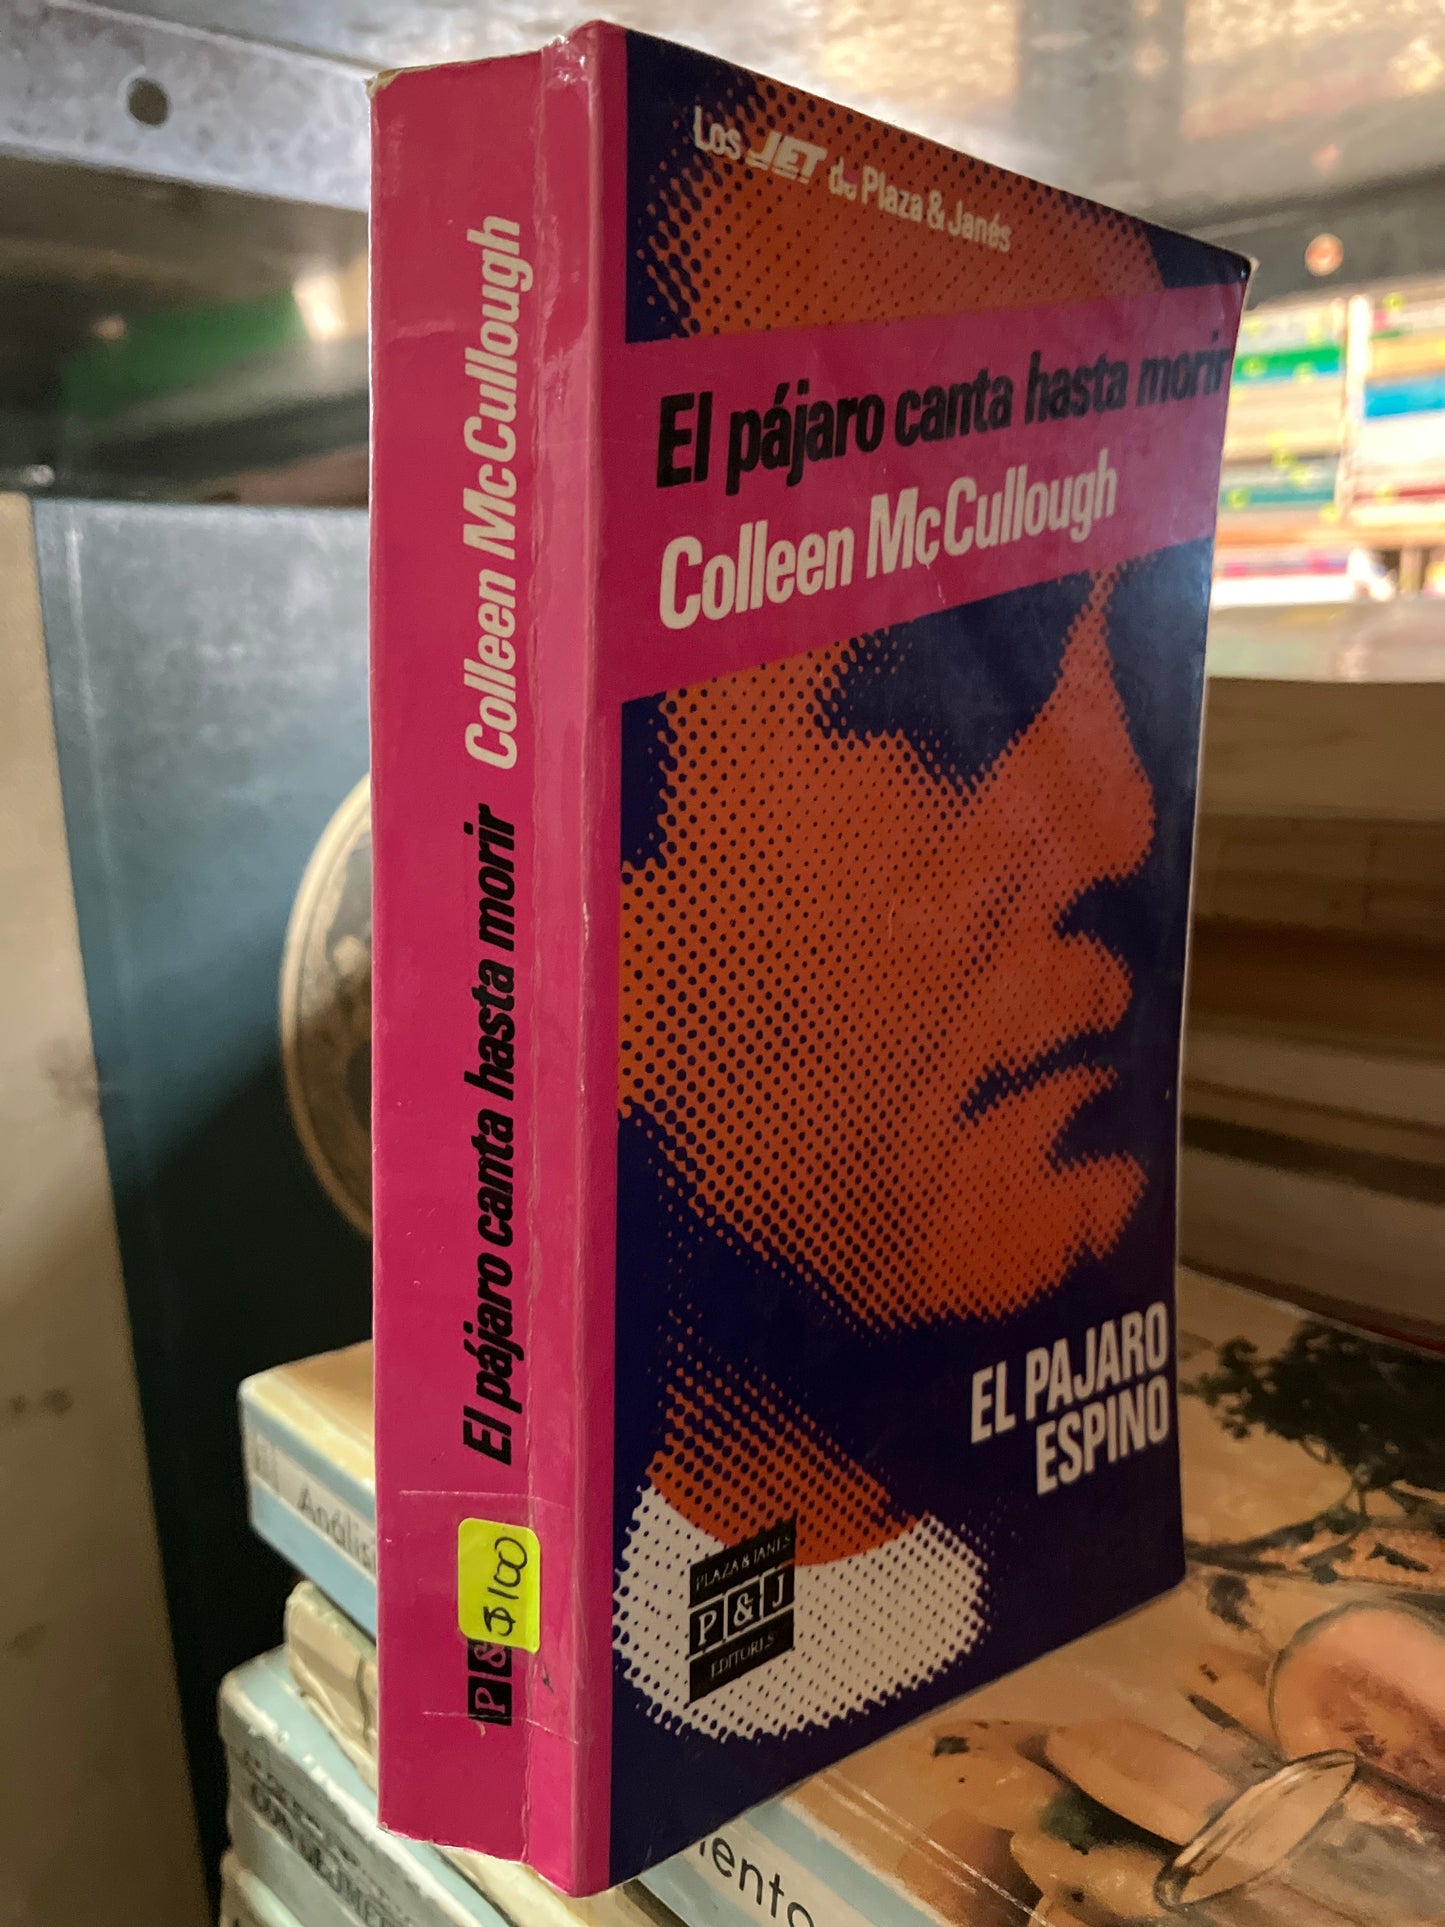 Los JET de Plaza & Janés
El pájaro canta hasta morir
Colleen McCullough
EL PAJARO
ESPINO
PLAZA & JANES
P & J
EDITORES
El pájaro canta hasta morir Colleen McCullough
P &
$100